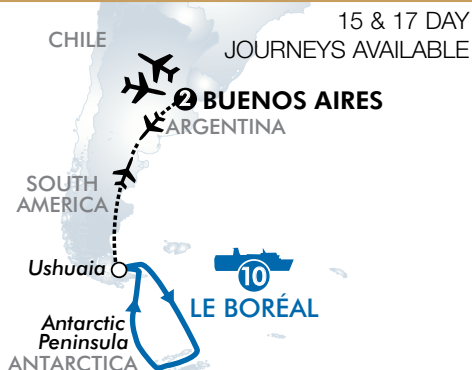 15 & 17 DAY
JOURNEYS AVAILABLE
CHILE
2 BUENOS AIRES
ARGENTINA
SOUTH
AMERICA
Ushuaia
10
LE BORÉAL
Antarctic
Peninsula
ANTARCTICA